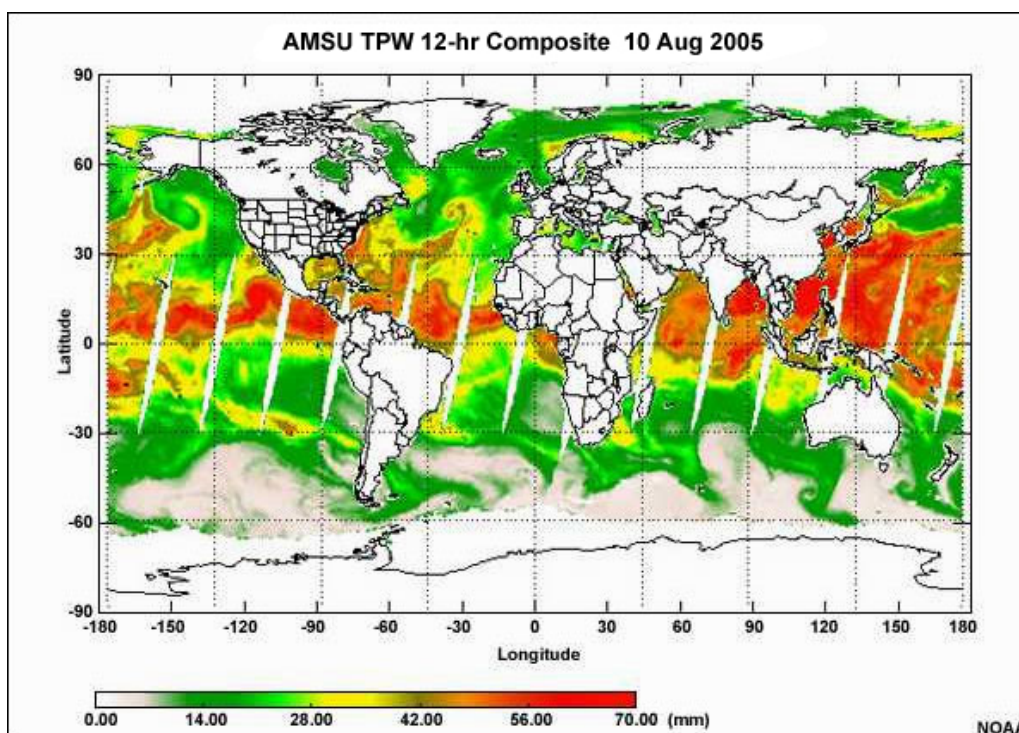 AMSU TPW 12-hr Composite 10 Aug 2005
90
60
30
0
-30
-60
-90
Latitude
-180 -150 -120 -90 -60 -30 0 30 60 90 120 150 180
Longitude
0.00 14.00 28.00 42.00 56.00 70.00 (mm)
NOAA